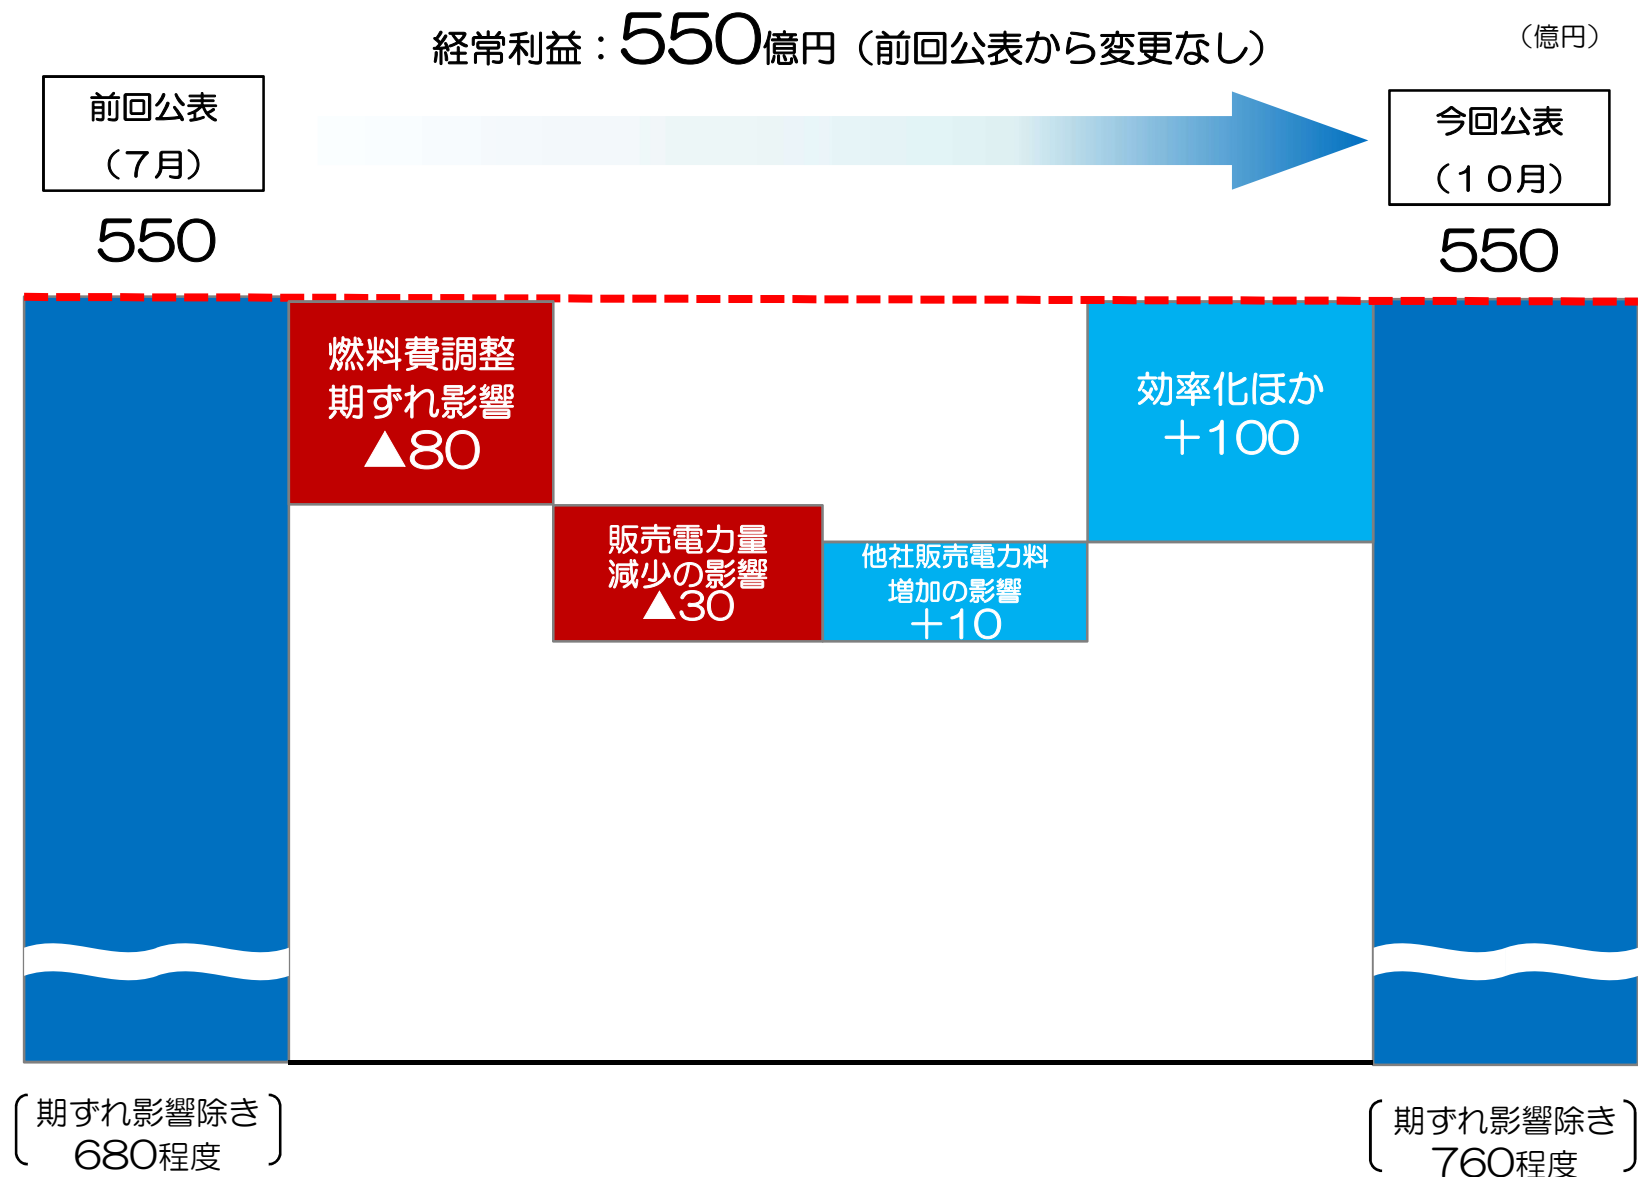 経常利益：550億円（前回公表から変更なし）
（億円）
前回公表
（７月）
今回公表
（１０月）
550
550
燃料費調整
期ずれ影響
▲80
販売電力量
減少の影響
▲30
他社販売電力料
増加の影響
＋10
効率化ほか
＋100
期ずれ影響除き
680程度
期ずれ影響除き
760程度